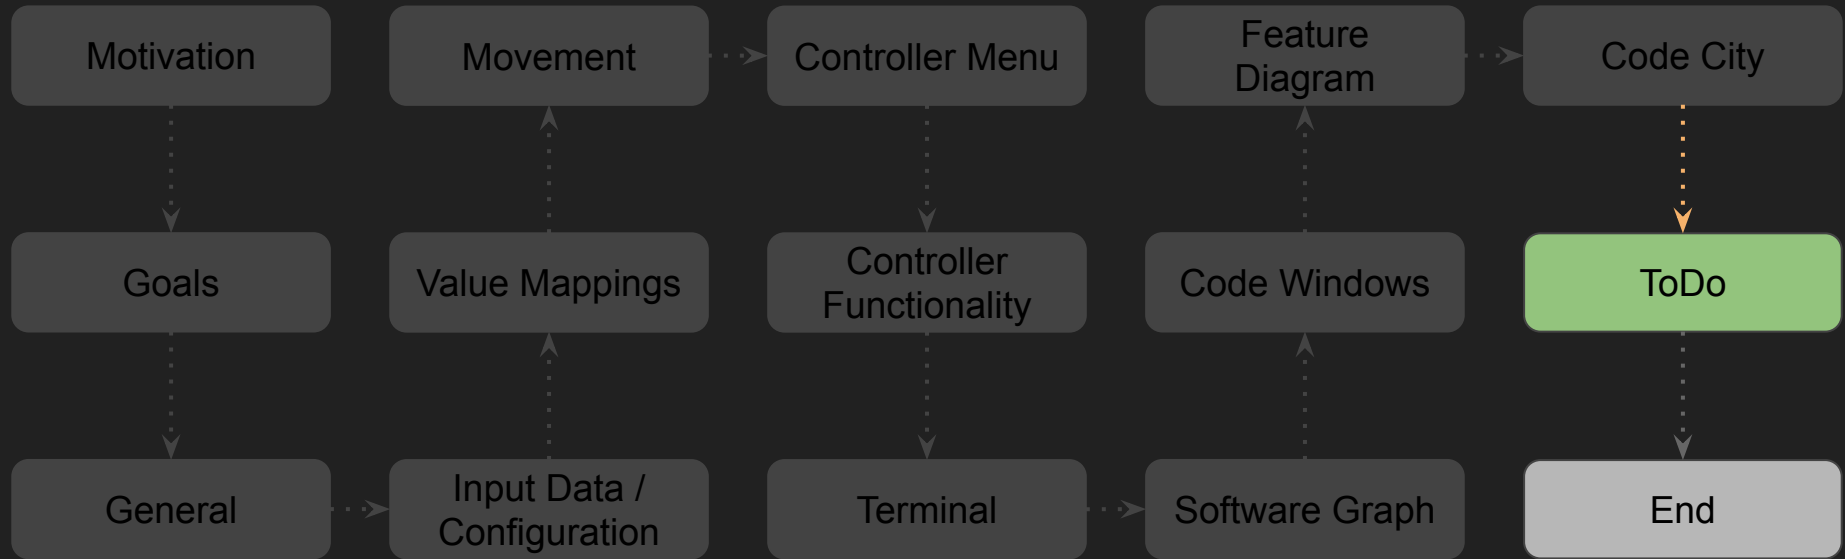 Motivation
Movement
Controller Menu
Feature
Diagram
Code City
Goals
Value Mappings
Controller
Functionality
Code Windows
ToDo
General
Input Data /
Configuration
Terminal
Software Graph
End